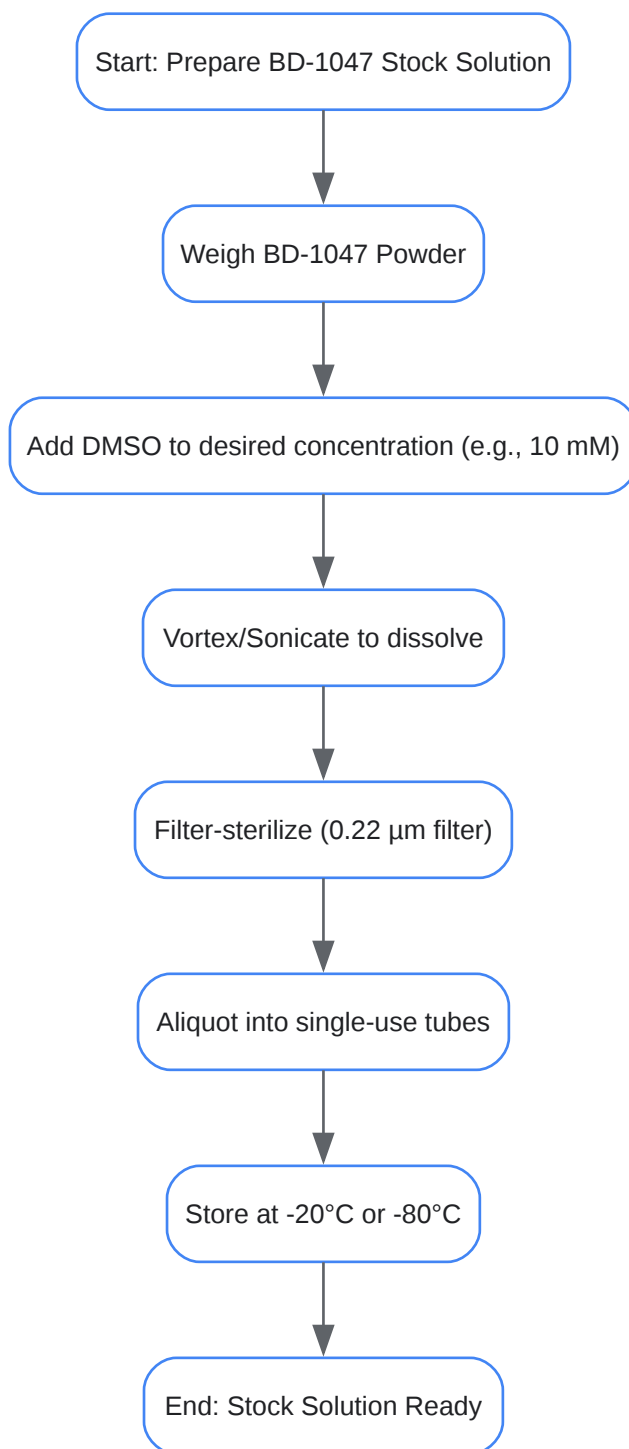 Start: Prepare BD-1047 Stock Solution
Weigh BD-1047 Powder
Add DMSO to desired concentration (e.g., 10 mM)
Vortex/Sonicate to dissolve
Filter-sterilize (0.22 µm filter)
Aliquot into single-use tubes
Store at -20°C or -80°C
End: Stock Solution Ready